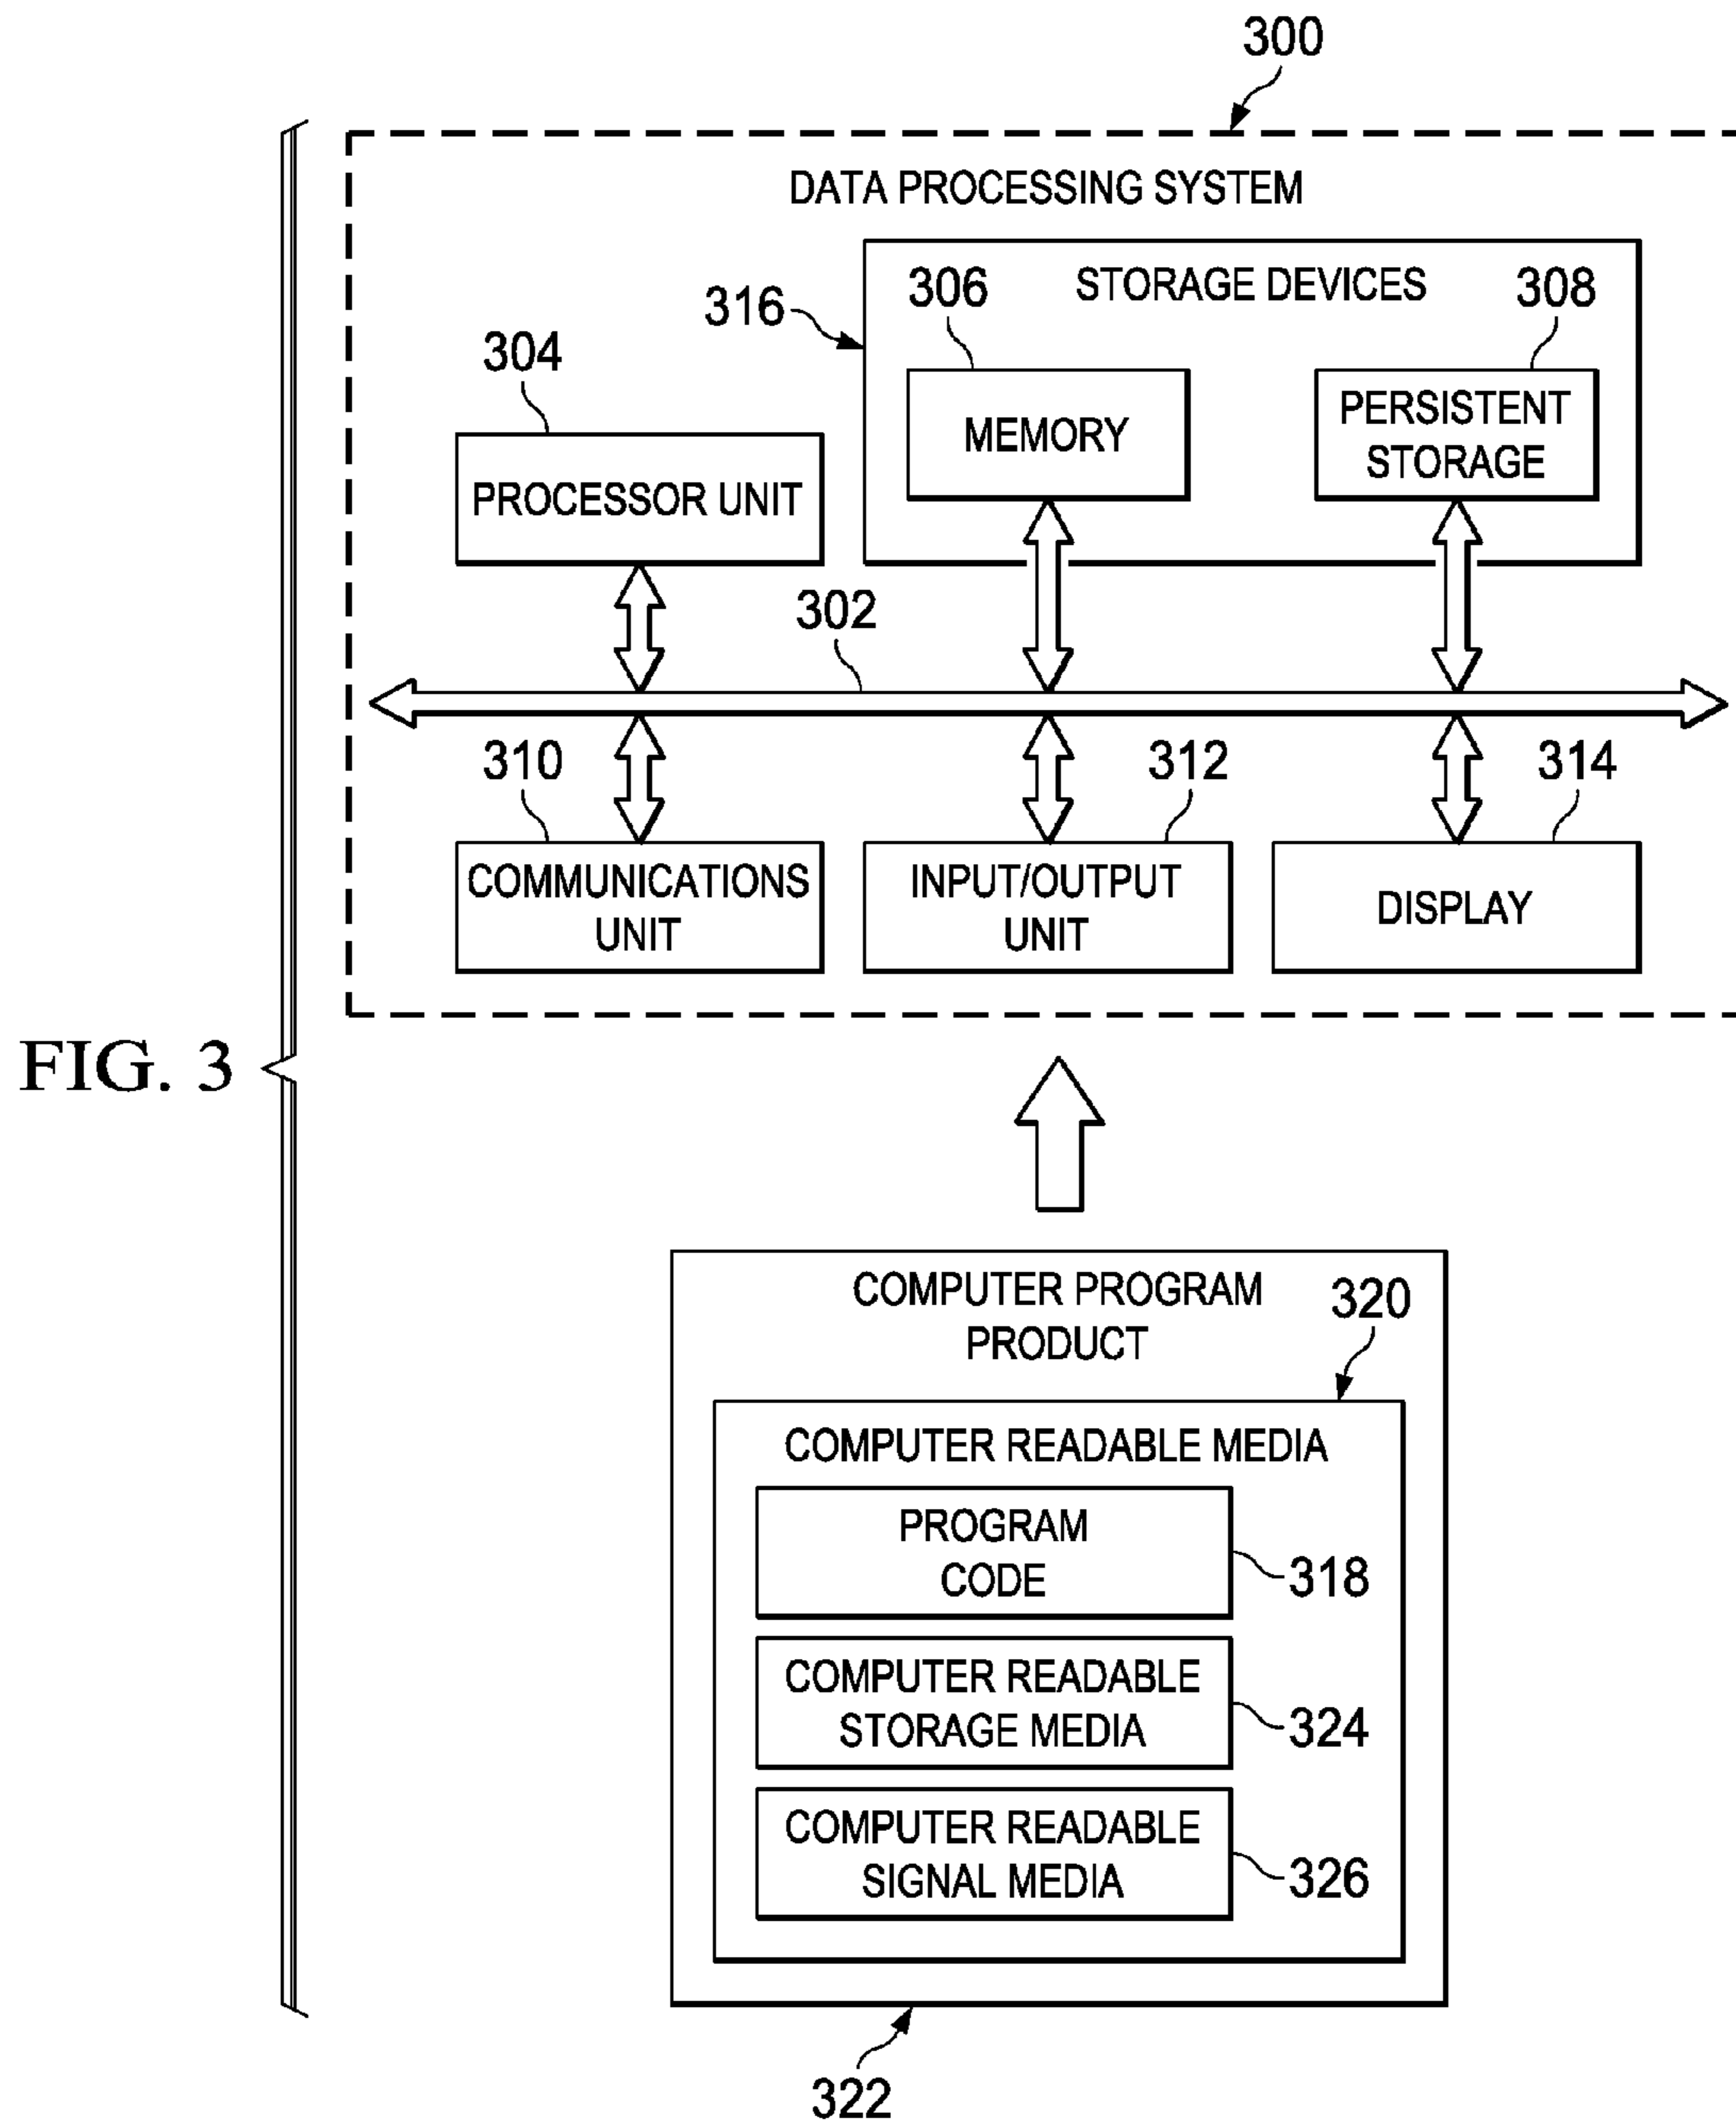 300
DATA PROCESSING SYSTEM
STORAGE DEVICES
316
306
308
304
MEMORY
PERSISTENT
STORAGE
PROCESSOR UNIT
302
310
312
314
COMMUNICATIONS
UNIT
INPUT/OUTPUT
UNIT
DISPLAY
FIG. 3
COMPUTER PROGRAM
PRODUCT
320
COMPUTER READABLE MEDIA
PROGRAM
CODE
318
COMPUTER READABLE
STORAGE MEDIA
324
COMPUTER READABLE
SIGNAL MEDIA
326
322